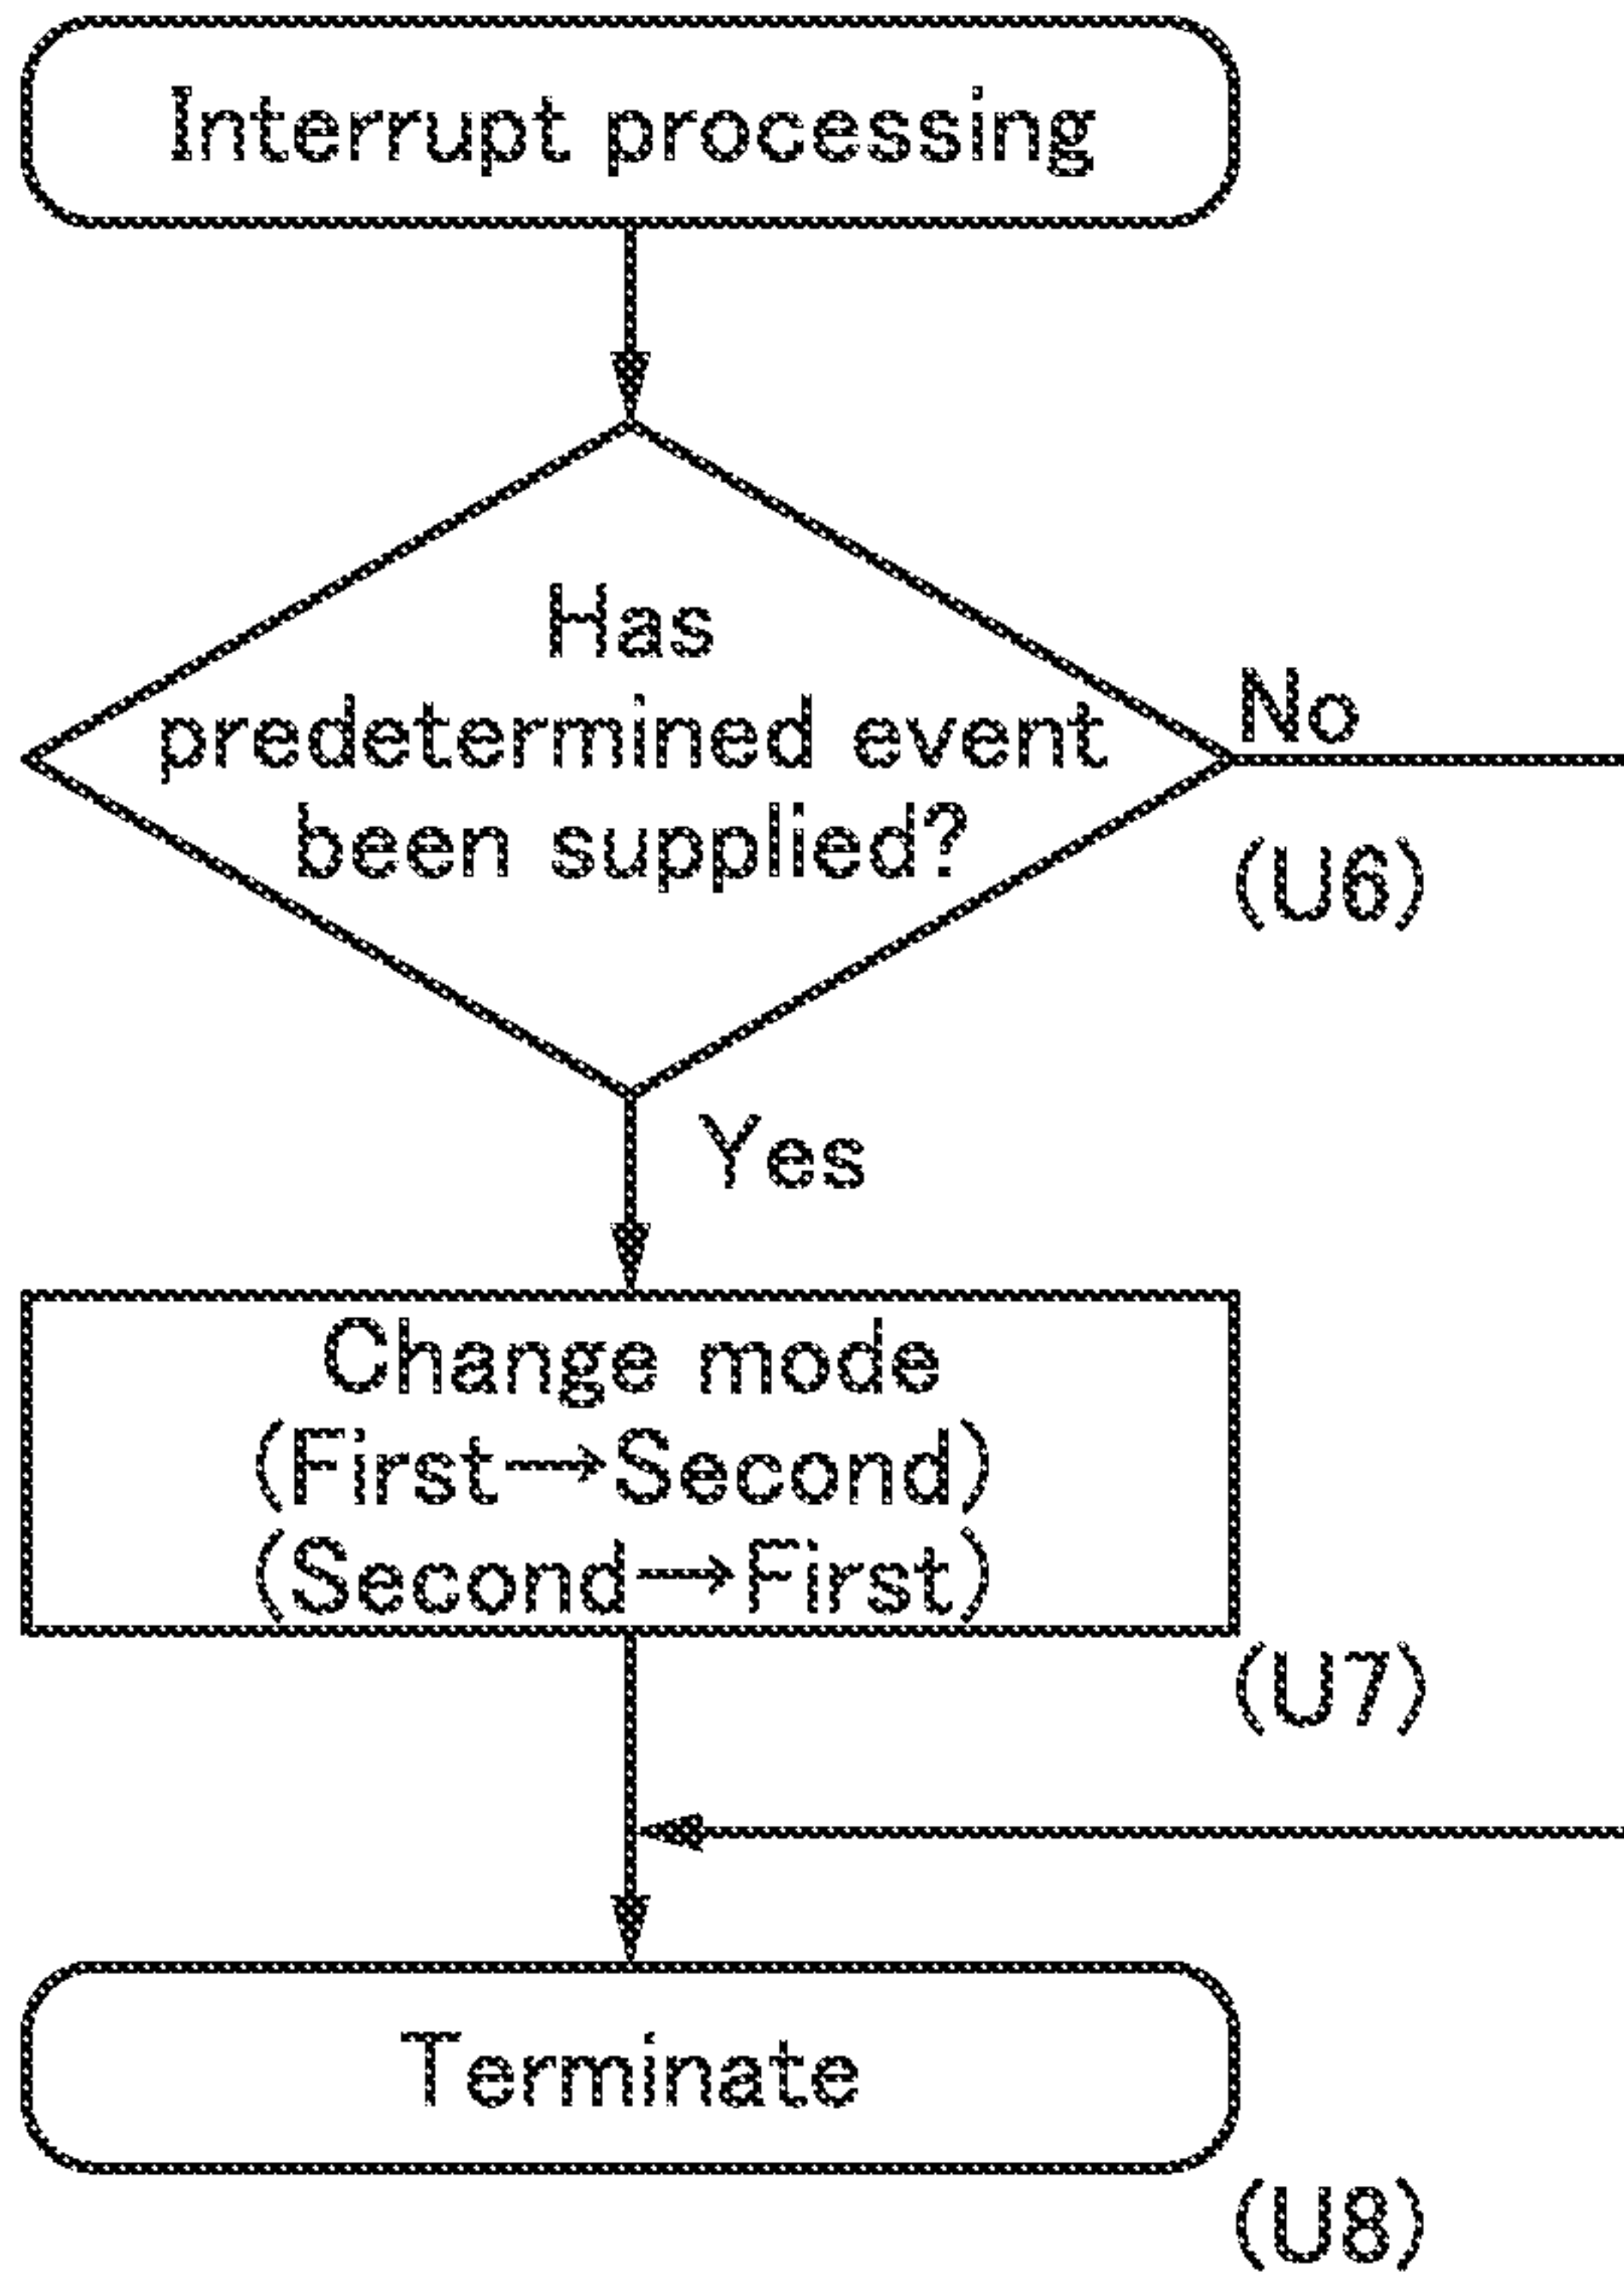 Interrupt processing
Has
predetermined event
been supplied?
No
(U6)
Yes
Change mode
(First→Second)
(Second→First)
(U7)
Terminate
(U8)